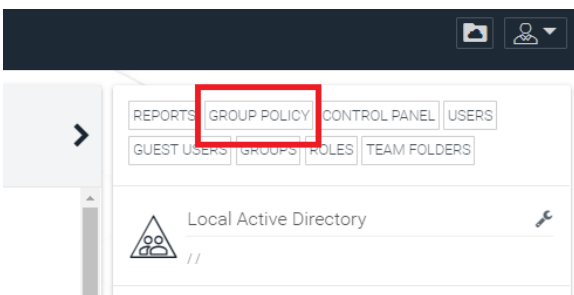 REPORTS GROUP POLICY CONTROL PANEL USERS
GUEST USERS GROUPS ROLES TEAM FOLDERS
Local Active Directory
//